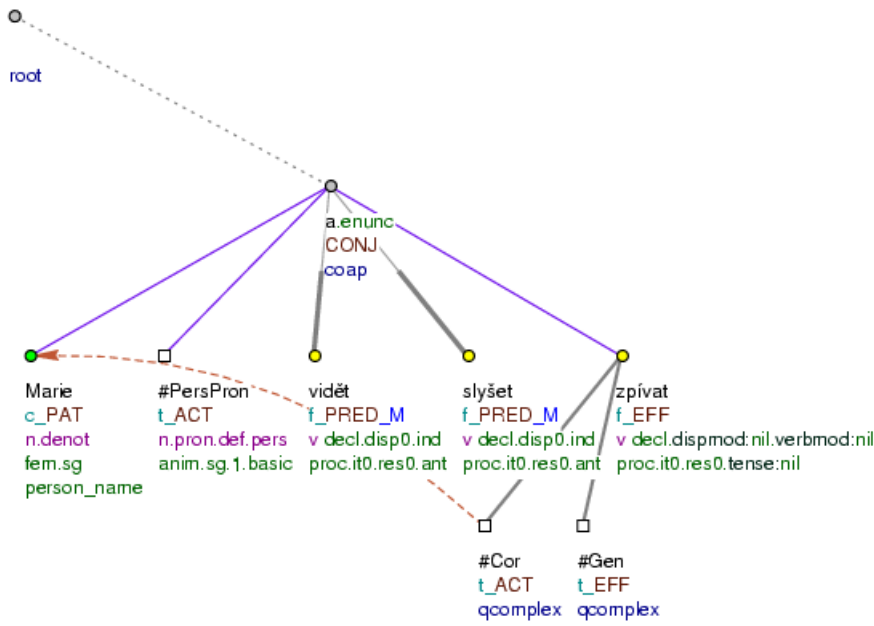 root
a.enunc
CONJ
coap
Marie
c_PAT
n.denot
fem.sg
person_name
#PersPron
t_ACT
n.pron.def.pers
anim.sg.1.basic
vidět
f_PRED_M
v decl.disp0.ind
proc.it0.res0.ant
slyšet
f_PRED_M
v decl.disp0.ind
proc.it0.res0.ant
zpívat
f_EFF
v decl.dispmod:nil.verbmod:nil
proc.it0.res0.tense:nil
#Cor
t_ACT
qcomplex
#Gen
t_EFF
qcomplex